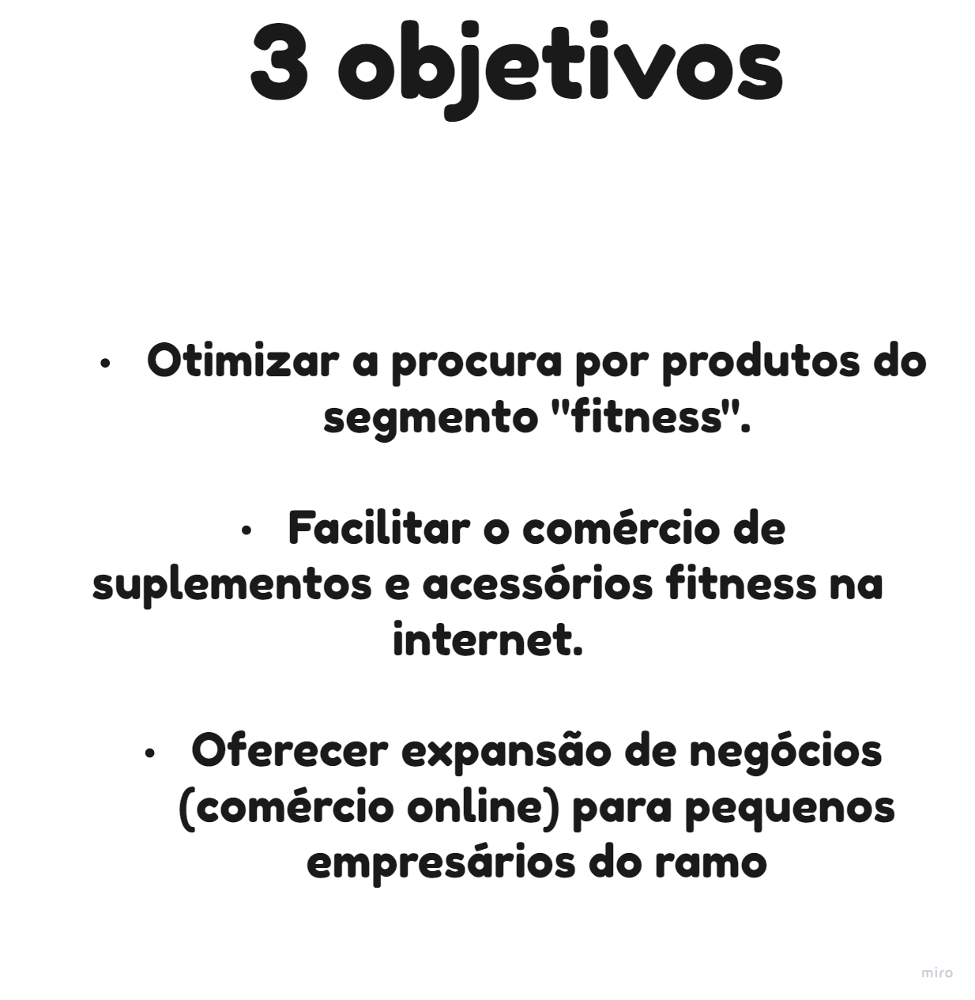 3 objetivos
• Otimizar a procura por produtos do
segmento "fitness".
• Facilitar o comércio de
suplementos e acessórios fitness na
internet.
• Oferecer expansão de negócios
(comércio online) para pequenos
empresários do ramo
miro